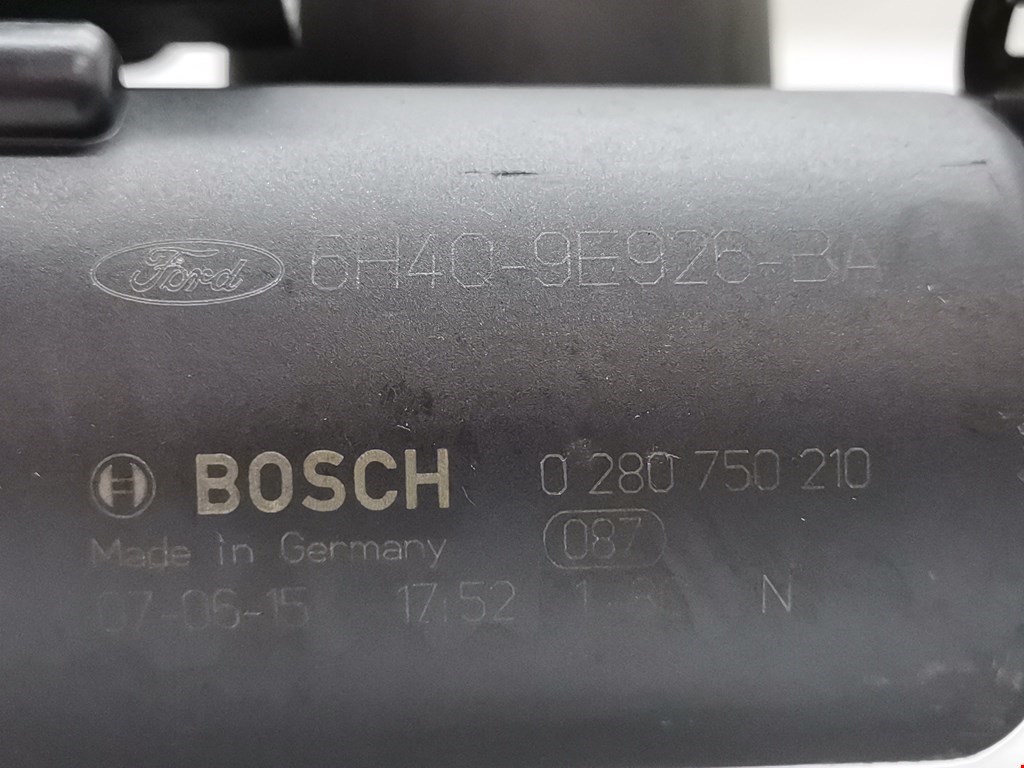 Ford 6H4Q-9E926-BA
BOSCH 0 280 750 210
Made in Germany 087
07-06-15 17:52 N